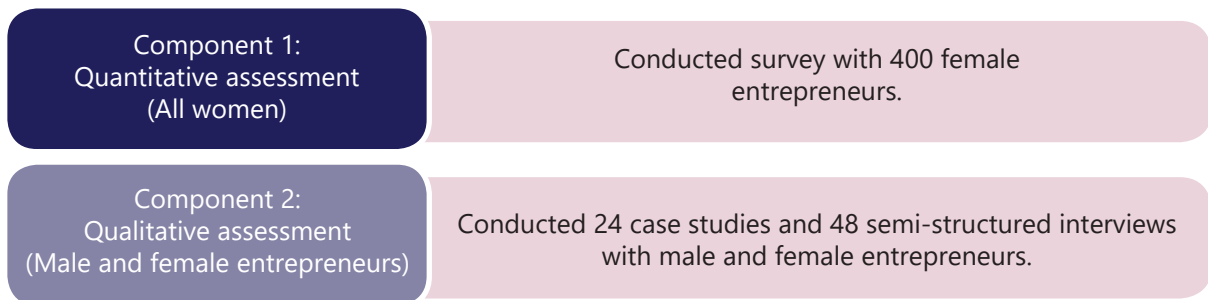 Component 1:
Quantitative assessment
(All women)
Conducted survey with 400 female
entrepreneurs.
Component 2:
Qualitative assessment
(Male and female entrepreneurs)
Conducted 24 case studies and 48 semi-structured interviews
with male and female entrepreneurs.